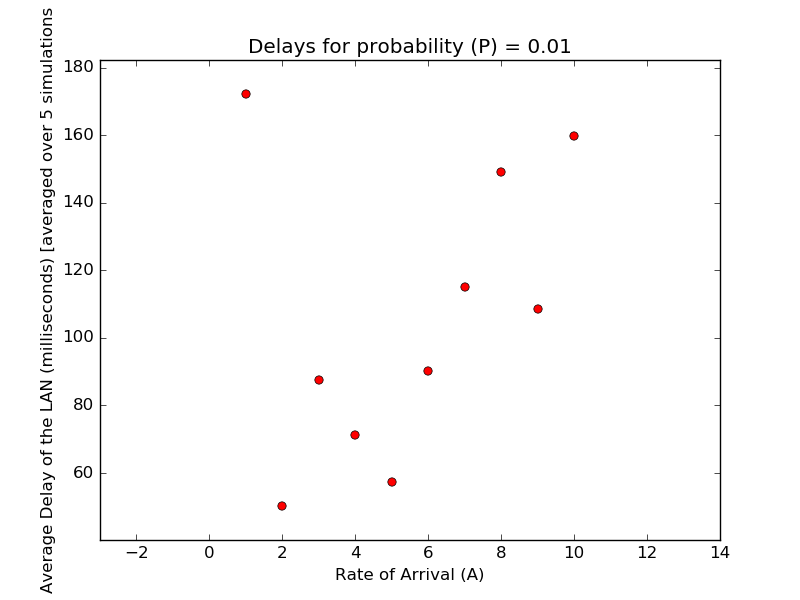 Delays for probability (P) = 0.01
Average Delay of the LAN (milliseconds) [averaged over 5 simulations
180
160
140
120
100
80
60
−2 0 2 4 6 8 10 12 14
Rate of Arrival (A)